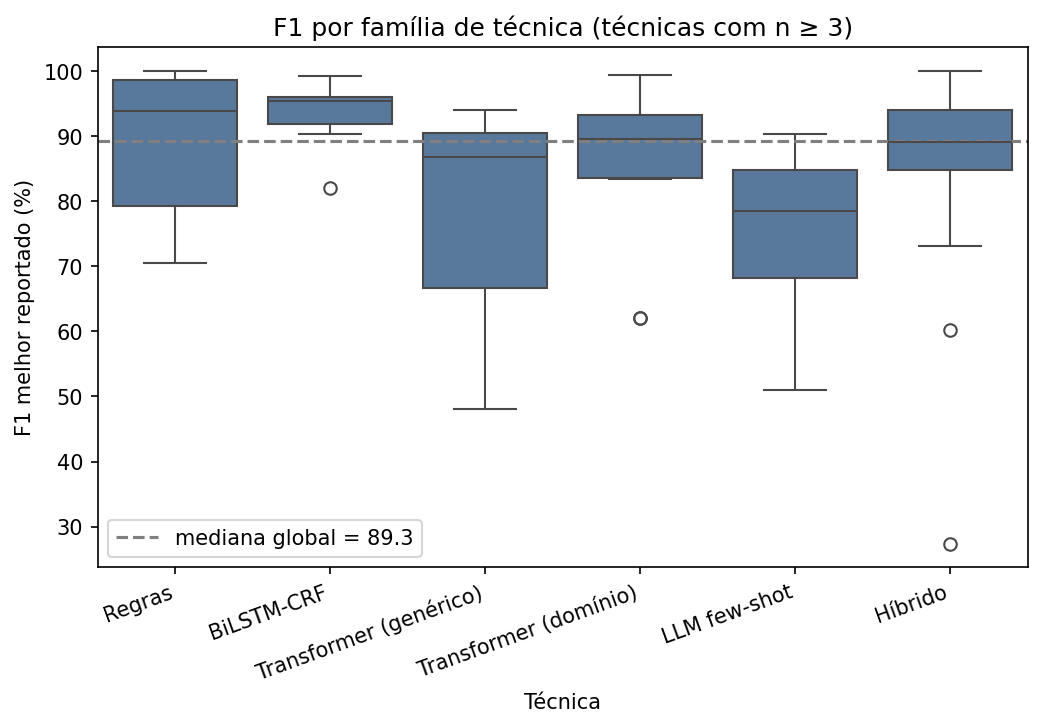 F1 por família de técnica (técnicas com n ≥ 3)
F1 melhor reportado (%)
100
90
80
70
60
50
40
30
mediana global = 89.3
Regras
BiLSTM-CRF
Transformer (genérico)
Transformer (domínio)
LLM few-shot
Híbrido
Técnica